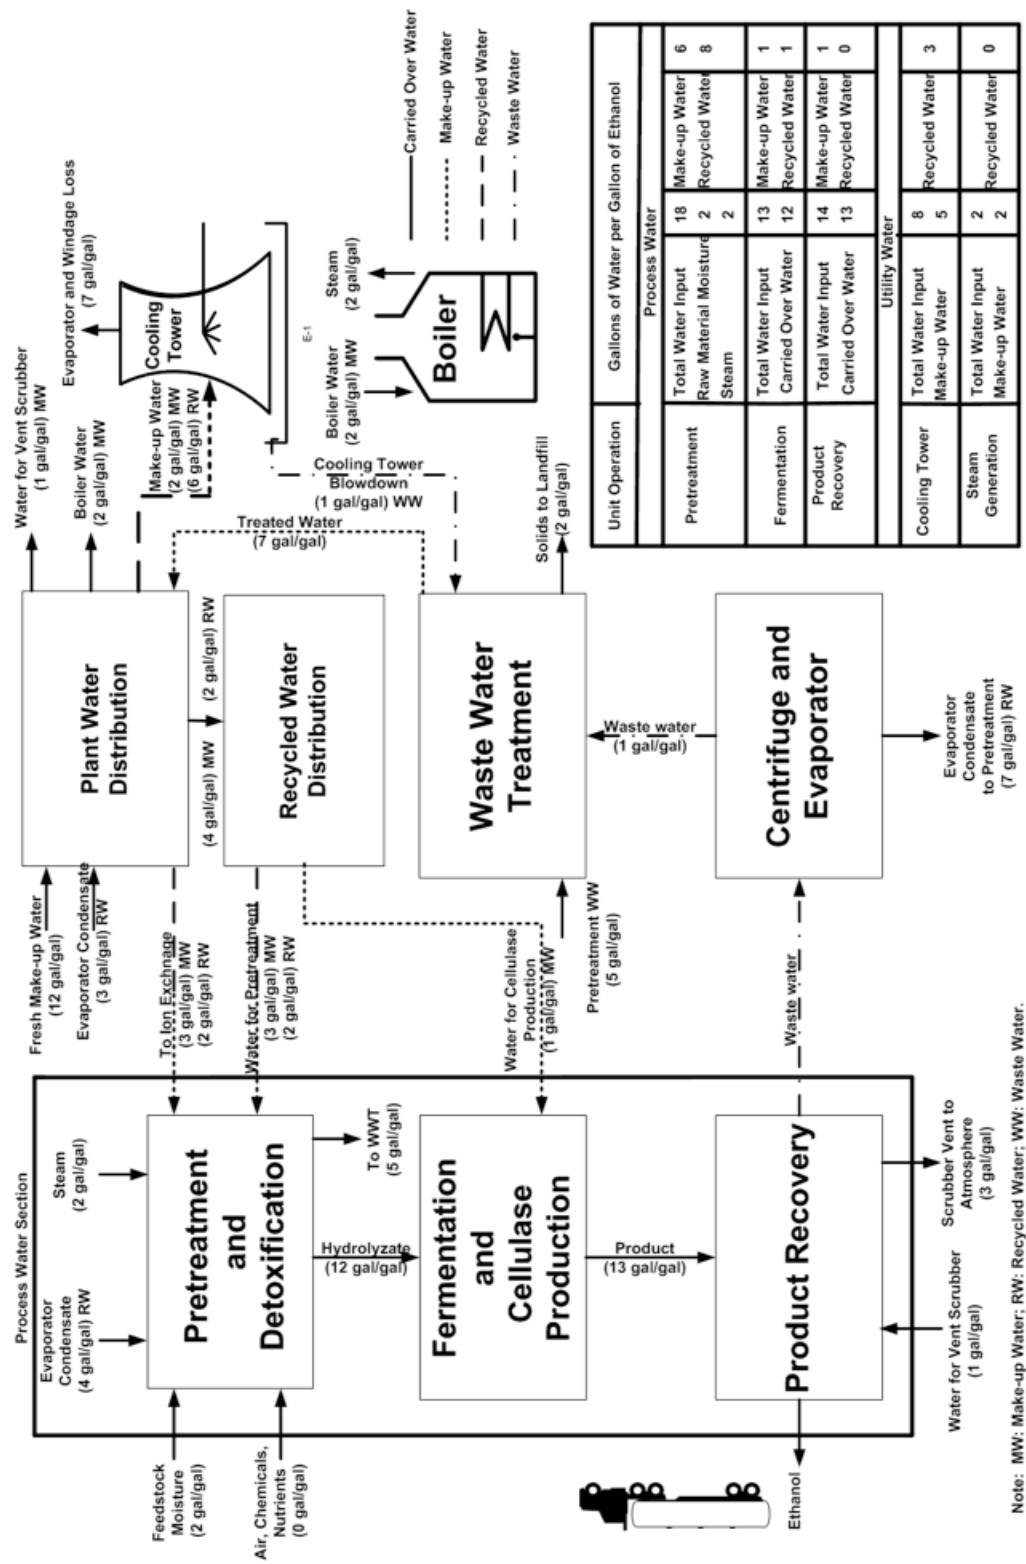 Process Water Section
Evaporator
Condensate
(4 gal/gal) RW
Steam
(2 gal/gal)
Feedstock
Moisture
(2 gal/gal)
Air, Chemicals,
Nutrients
(0 gal/gal)
Pretreatment
and
Detoxification
To WWT
(5 gal/gal)
Hydrolyzate
(12 gal/gal)
Fermentation
and
Cellulase
Production
Product
(13 gal/gal)
Product Recovery
Ethanol
Water for Vent Scrubber
(1 gal/gal)
Scrubber Vent to
Atmosphere
(3 gal/gal)
Fresh Make-up Water
(12 gal/gal)
Evaporator Condensate
(3 gal/gal) RW
To Ion Exchnage
(3 gal/gal) MW
(2 gal/gal) RW
Water for Pretreatment
(3 gal/gal) MW
(2 gal/gal) RW
Water for Cellulase
Production
(1 gal/gal) MW
Pretreatment WW
(5 gal/gal)
Waste water
Plant Water
Distribution
(4 gal/gal) MW
(2 gal/gal) RW
Recycled Water
Distribution
Waste Water
Treatment
Waste water
(1 gal/gal)
Centrifuge and
Evaporator
Evaporator
Condensate
to Pretreatment
(7 gal/gal) RW
Water for Vent Scrubber
(1 gal/gal) MW
Boiler Water
(2 gal/gal) MW
Make-up Water
(2 gal/gal) MW
(6 gal/gal) RW
Treated Water
(7 gal/gal)
Cooling Tower
Blowdown
(1 gal/gal) WW
Solids to Landfill
(2 gal/gal)
Evaporator and Windage Loss
(7 gal/gal)
Cooling
Tower
E-1
Boiler Water
(2 gal/gal) MW
Steam
(2 gal/gal)
Boiler
Carried Over Water
Make-up Water
Recycled Water
Waste Water
Unit Operation Gallons of Water per Gallon of Ethanol
Process Water
Pretreatment Total Water Input 18 Make-up Water 6
Raw Material Moisture 2 Recycled Water 8
Steam 2
Fermentation Total Water Input 13 Make-up Water 1
Carried Over Water 12 Recycled Water 1
Product Total Water Input 14 Make-up Water 1
Recovery Carried Over Water 13 Recycled Water 0
Utility Water
Cooling Tower Total Water Input 8 Recycled Water 3
Make-up Water 5
Steam Total Water Input 2 Recycled Water 0
Generation Make-up Water 2
Note: MW: Make-up Water; RW: Recycled Water; WW: Waste Water.